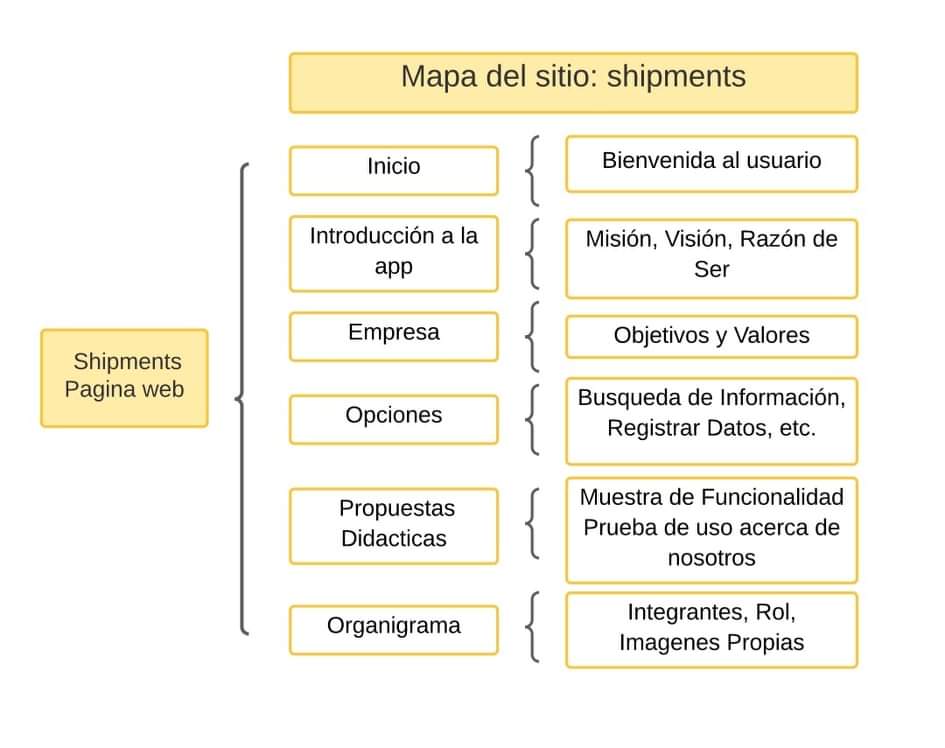 Mapa del sitio: shipments
Inicio
Bienvenida al usuario
Introducción a la
app
Misión, Visión, Razón de
Ser
Empresa
Objetivos y Valores
Shipments
Pagina web
Opciones
Busqueda de Información,
Registrar Datos, etc.
Propuestas
Didacticas
Muestra de Funcionalidad
Prueba de uso acerca de
nosotros
Organigrama
Integrantes, Rol,
Imagenes Propias